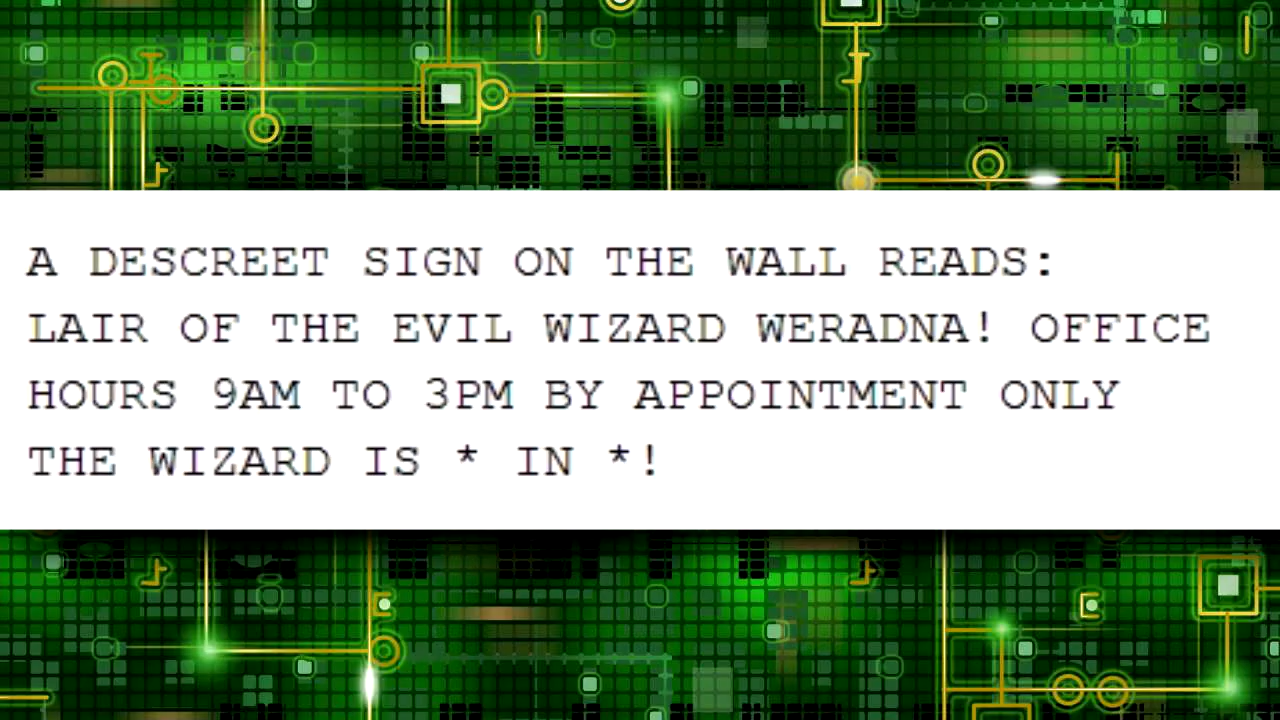 A DESCREET SIGN ON THE WALL READS:
LAIR OF THE EVIL WIZARD WERADNA! OFFICE
HOURS 9AM TO 3PM BY APPOINTMENT ONLY
THE WIZARD IS * IN *!